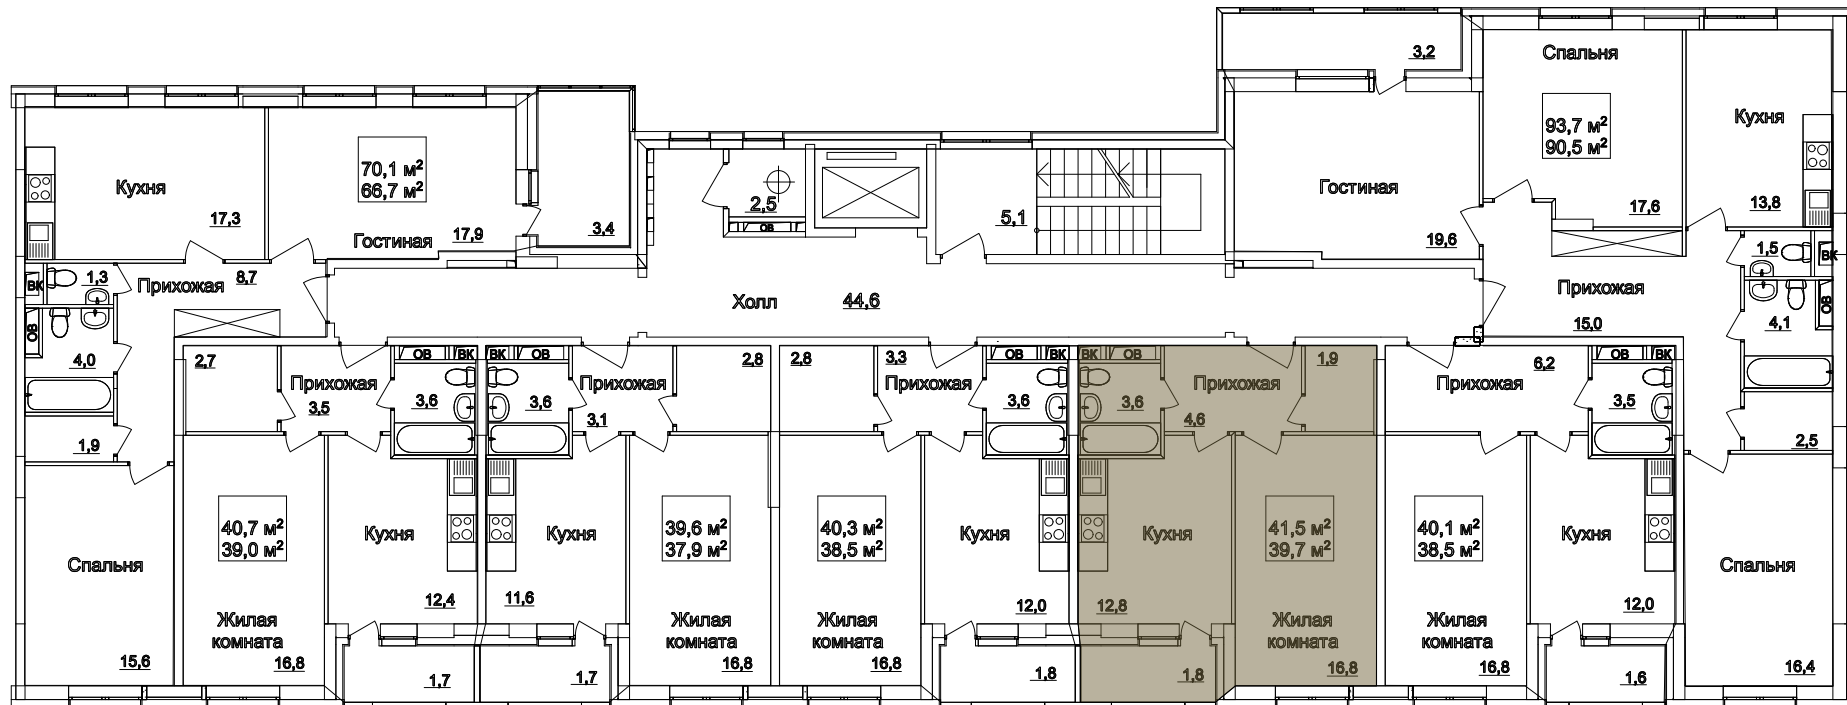 3,2
Спальня
93,7 м²
90,5 м²
Кухня
17,6
13,8
Гостиная
19,6
70,1 м²
66,7 м²
Кухня
17,3
Гостиная
17,9
3,4
2,5
ОВ
5,1
ВК
1,3
Прихожая
8,7
ОВ
4,0
1,9
Холл
44,6
Прихожая
15,0
1,5
ВК
4,1
ОВ
2,5
2,7
Прихожая
3,5
ОВ
ВК
3,6
ВК
ОВ
3,6
Прихожая
3,1
2,8
2,8
3,3
Прихожая
ОВ
ВК
3,6
ВК
ОВ
3,6
Прихожая
4,6
1,9
Прихожая
6,2
ОВ
ВК
3,5
Спальня
15,6
40,7 м²
39,0 м²
Жилая
комната
16,8
Кухня
12,4
1,7
Кухня
11,6
1,7
39,6 м²
37,9 м²
Жилая
комната
16,8
40,3 м²
38,5 м²
Жилая
комната
16,8
Кухня
12,0
1,8
Кухня
12,8
1,8
41,5 м²
39,7 м²
Жилая
комната
16,8
40,1 м²
38,5 м²
Жилая
комната
16,8
Кухня
12,0
1,6
Спальня
16,4